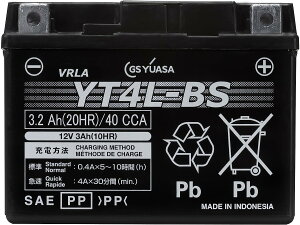 VRLA
GS YUASA
YT4L-BS
3.2 Ah(20HR)/40 CCA
12V 3Ah(10HR)
充電方法 CHARGING METHOD
MÉTHODE DE CHARGE
標準 Standard Normal 0.4A×5～10時間(h)
急速 Quick Rapide 4A×30分間(min.)
Pb Pb
SAE PP >PP<
MADE IN INDONESIA